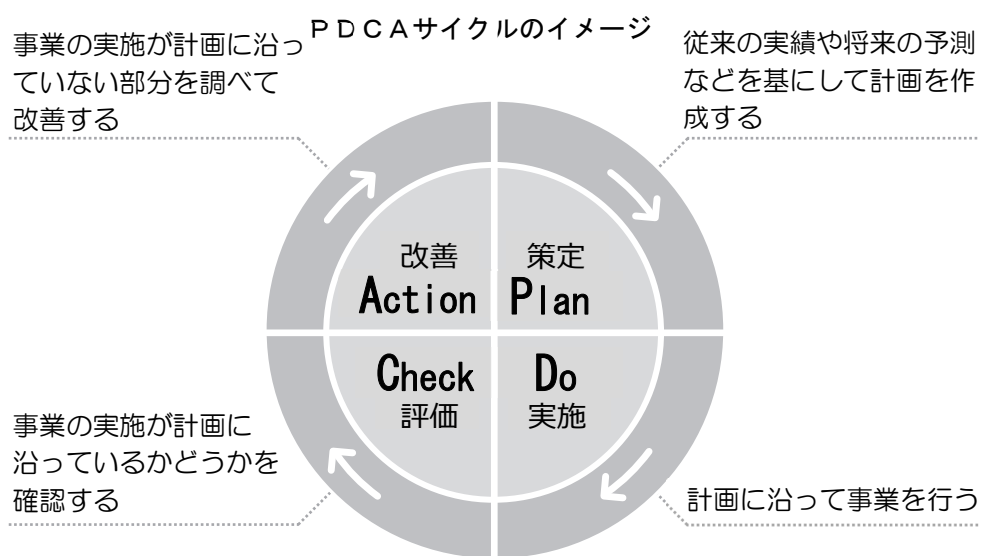 PDCAサイクルのイメージ
事業の実施が計画に沿っ
ていない部分を調べて
改善する
従来の実績や将来の予測
などを基にして計画を作
成する
改善
Action
策定
Plan
Check
評価
Do
実施
事業の実施が計画に
沿っているかどうかを
確認する
計画に沿って事業を行う